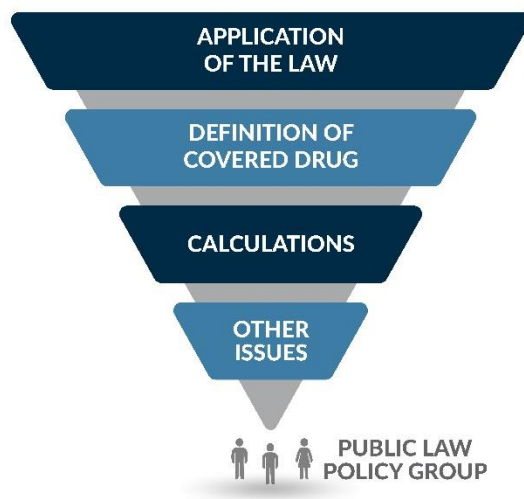 APPLICATION
OF THE LAW
DEFINITION OF
COVERED DRUG
CALCULATIONS
OTHER
ISSUES
PUBLIC LAW
POLICY GROUP